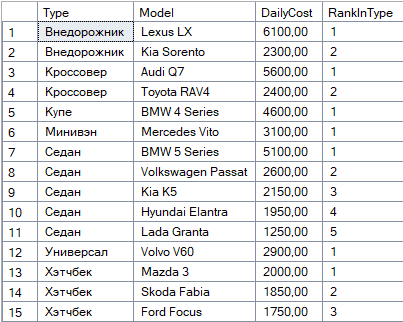 Type Model DailyCost RankInType
1 Внедорожник Lexus LX 6100,00 1
2 Внедорожник Kia Sorento 2300,00 2
3 Кроссовер Audi Q7 5600,00 1
4 Кроссовер Toyota RAV4 2400,00 2
5 Купе BMW 4 Series 4600,00 1
6 Минивэн Mercedes Vito 3100,00 1
7 Седан BMW 5 Series 5100,00 1
8 Седан Volkswagen Passat 2600,00 2
9 Седан Kia K5 2150,00 3
10 Седан Hyundai Elantra 1950,00 4
11 Седан Lada Granta 1250,00 5
12 Универсал Volvo V60 2900,00 1
13 Хэтчбек Mazda 3 2000,00 1
14 Хэтчбек Skoda Fabia 1850,00 2
15 Хэтчбек Ford Focus 1750,00 3